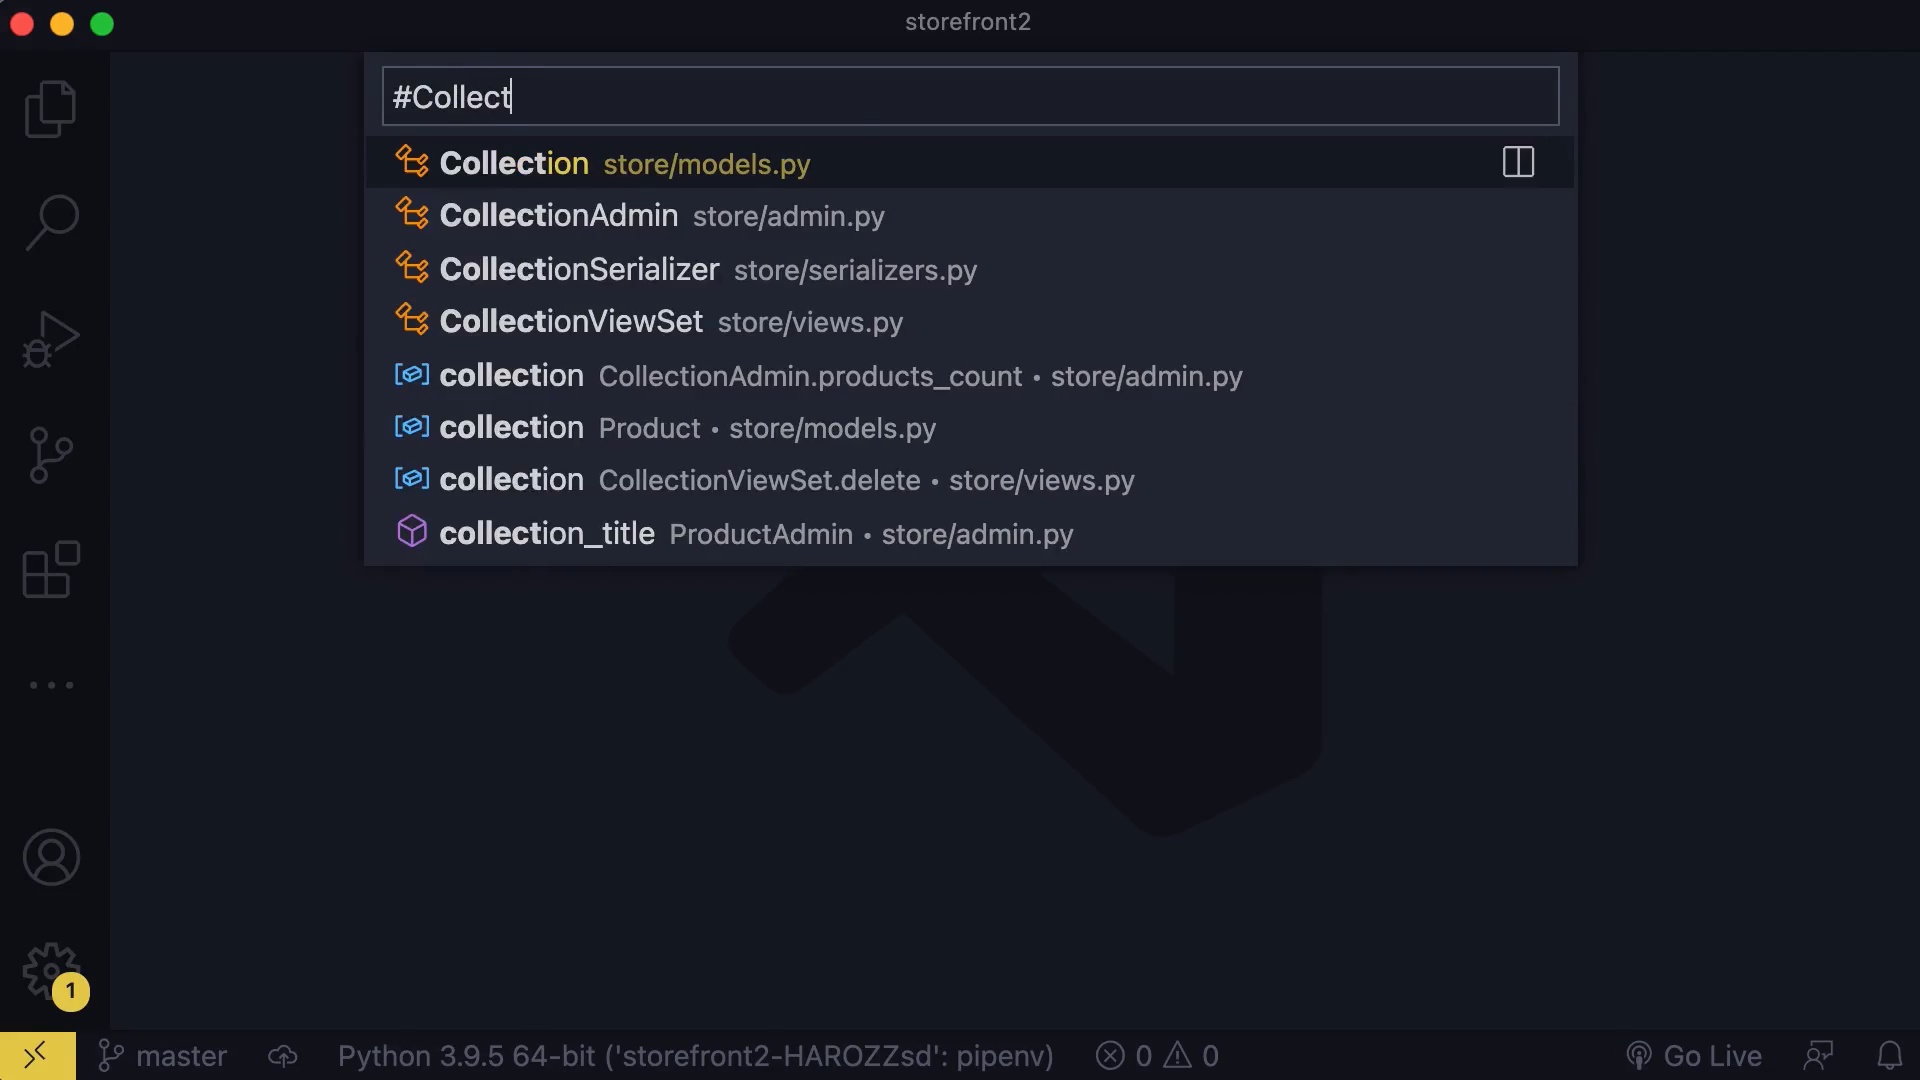 storefront2
#Collect
Collection store/models.py
CollectionAdmin store/admin.py
CollectionSerializer store/serializers.py
CollectionViewSet store/views.py
collection CollectionAdmin.products_count • store/admin.py
collection Product • store/models.py
collection CollectionViewSet.delete • store/views.py
collection_title ProductAdmin • store/admin.py
1
master Python 3.9.5 64-bit ('storefront2-HAROZZsd': pipenv) 0 0 Go Live